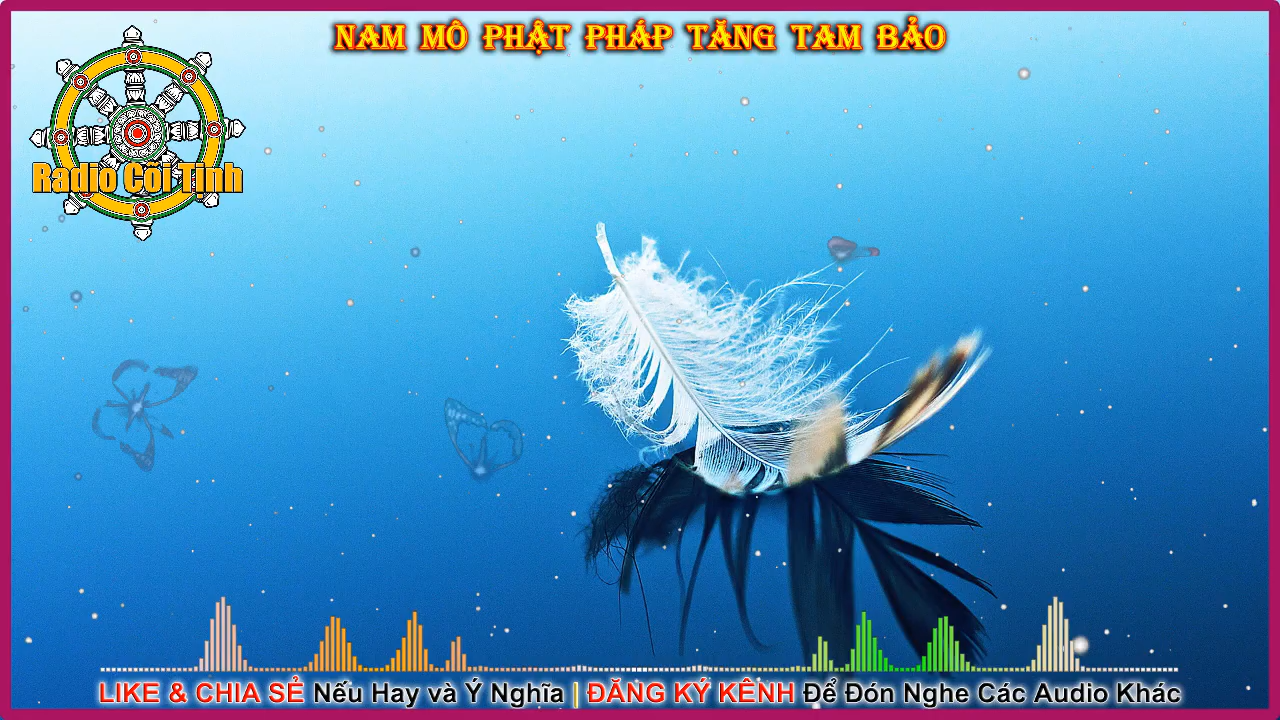 NAM MÔ PHẬT PHÁP TĂNG TAM BẢO
Radio Cõi Tịnh
LIKE & CHIA SẺ Nếu Hay và Ý Nghĩa | ĐĂNG KÝ KÊNH Để Đón Nghe Các Audio Khác